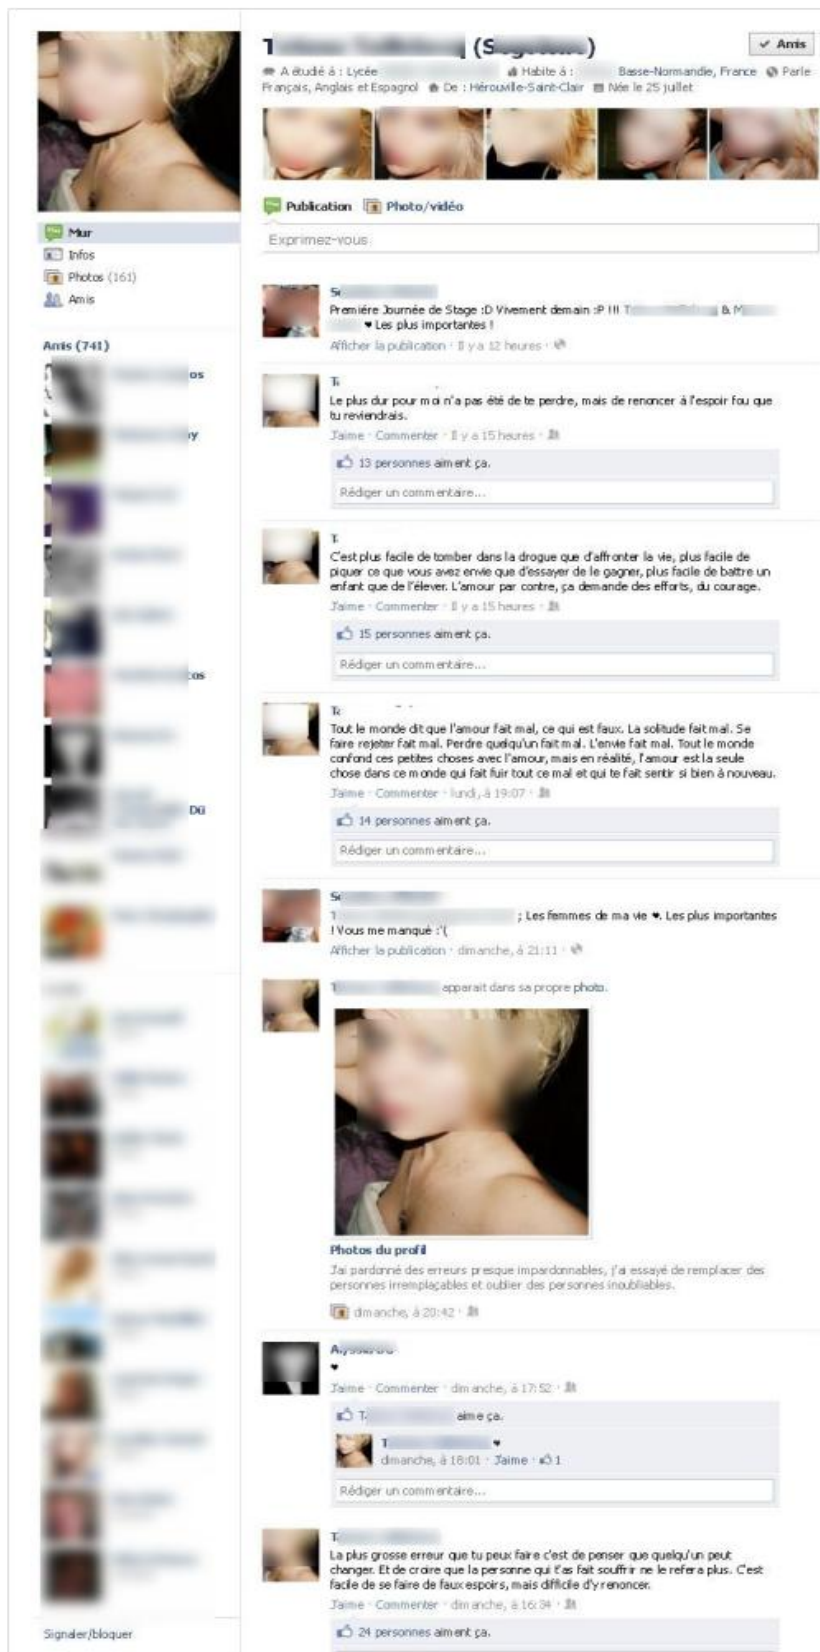 Amis
A étudié à : Lycée Habite à : Basse-Normandie, France Parle
Français, Anglais et Espagnol De : Hérouville-Saint-Clair Née le 25 juillet
Publication Photo/vidéo
Exprimez-vous
Mur
Infos
Photos (161)
Amis
Amis (741)
Premiére Journée de Stage :D Vivement demain :P !!! &
♥ Les plus importantes !
Afficher la publication · Il y a 12 heures ·
Le plus dur pour moi n'a pas été de te perdre, mais de renoncer à l'espoir fou que
tu reviendrais.
J'aime · Commenter · Il y a 15 heures ·
13 personnes aiment ça.
Rédiger un commentaire...
C'est plus facile de tomber dans la drogue que d'affronter la vie, plus facile de
piquer ce que vous avez envie que d'essayer de le gagner, plus facile de battre un
enfant que de l'élever. L'amour par contre, ça demande des efforts, du courage.
J'aime · Commenter · Il y a 15 heures ·
15 personnes aiment ça.
Rédiger un commentaire...
Tout le monde dit que l'amour fait mal, ce qui est faux. La solitude fait mal. Se
faire rejeter fait mal. Perdre quelqu'un fait mal. L'envie fait mal. Tout le monde
confond ces petites choses avec l'amour, mais en réalité, l'amour est la seule
chose dans ce monde qui fait fuir tout ce mal et qui te fait sentir si bien à nouveau.
J'aime · Commenter · lundi, à 19:07 ·
14 personnes aiment ça.
Rédiger un commentaire...
; Les femmes de ma vie ♥. Les plus importantes
! Vous me manqué :'(
Afficher la publication · dimanche, à 21:11 ·
apparait dans sa propre photo.
Photos du profil
J'ai pardonné des erreurs presque impardonnables, j'ai essayé de remplacer des
personnes irremplaçables et oublier des personnes inoubliables.
dimanche, à 20:42 ·
♥
J'aime · Commenter · dimanche, à 17:52 ·
aime ça.
♥
dimanche, à 18:01 · J'aime · 1
Rédiger un commentaire...
La plus grosse erreur que tu peux faire c'est de penser que quelqu'un peut
changer. Et de croire que la personne qui t'as fait souffrir ne le refera plus. C'est
facile de se faire de faux espoirs, mais difficile d'y renoncer.
J'aime · Commenter · dimanche, à 16:34 ·
24 personnes aiment ça.
Signaler/bloquer